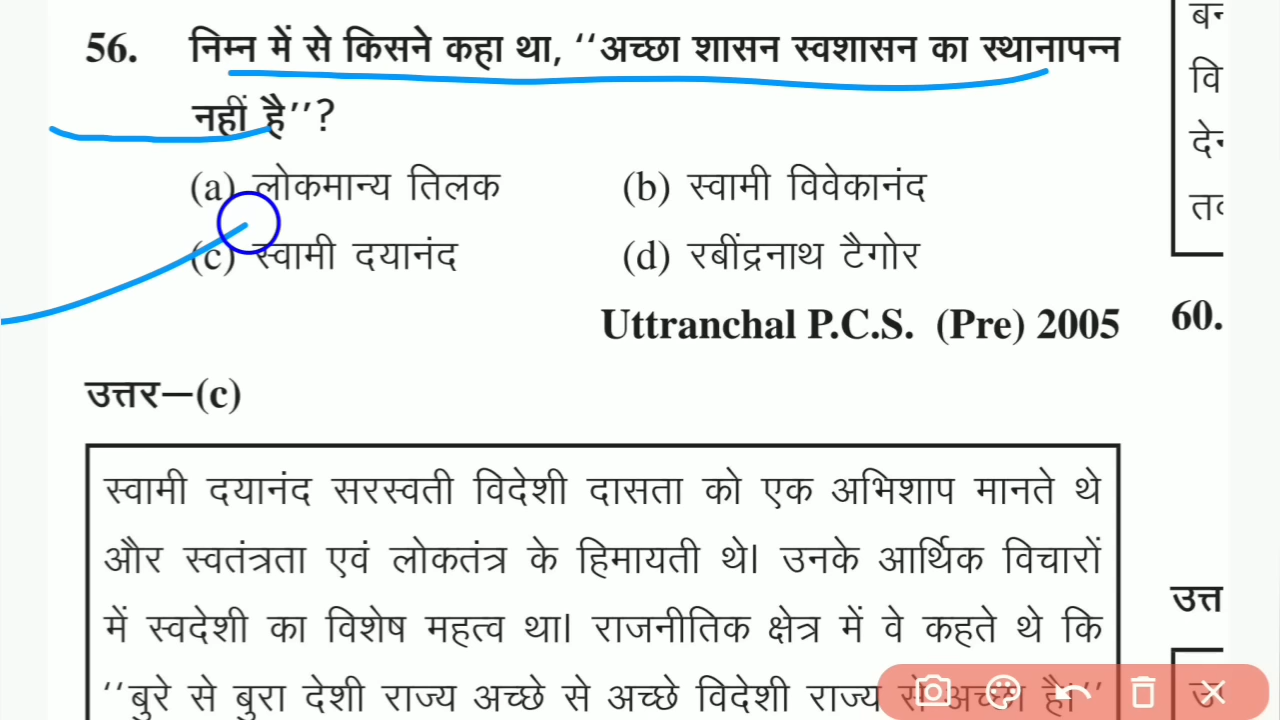 56. निम्न में से किसने कहा था, ‘‘अच्छा शासन स्वशासन का स्थानापन्न
नहीं है’’?
(a) लोकमान्य तिलक (b) स्वामी विवेकानंद
(c) स्वामी दयानंद (d) रबींद्रनाथ टैगोर
Uttranchal P.C.S. (Pre) 2005
उत्तर—(c)
स्वामी दयानंद सरस्वती विदेशी दासता को एक अभिशाप मानते थे
और स्वतंत्रता एवं लोकतंत्र के हिमायती थे। उनके आर्थिक विचारों
में स्वदेशी का विशेष महत्व था। राजनीतिक क्षेत्र में वे कहते थे कि
‘‘बुरे से बुरा देशी राज्य अच्छे से अच्छे विदेशी राज्य से अच्छा है।’’
वि
60.
उत्त